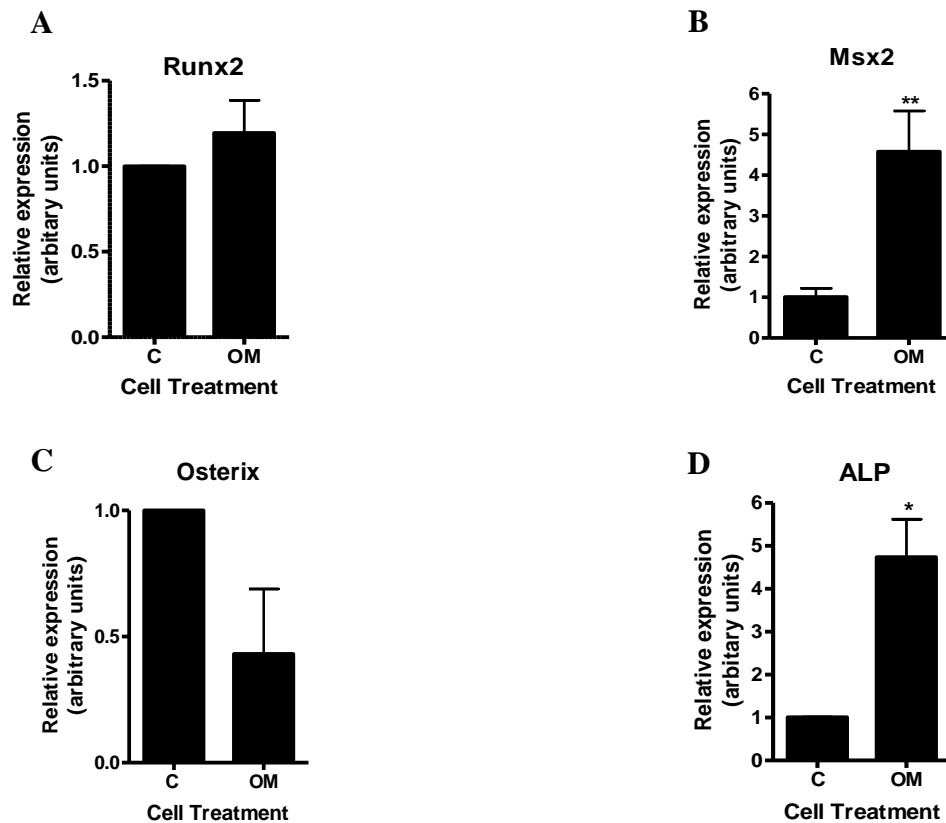 A
Runx2
Relative expression
(arbitary units)
1.5
1.0
0.5
0.0
C OM
Cell Treatment
B
Msx2
Relative expression
(arbitrary units)
6
5
4
3
2
1
0
**
C OM
Cell Treatment
C
Osterix
Relative expression
(arbitrary units)
1.0
0.5
0.0
C OM
Cell Treatment
D
ALP
Relative expression
(arbitary units)
6
5
4
3
2
1
0
*
C OM
Cell Treatment